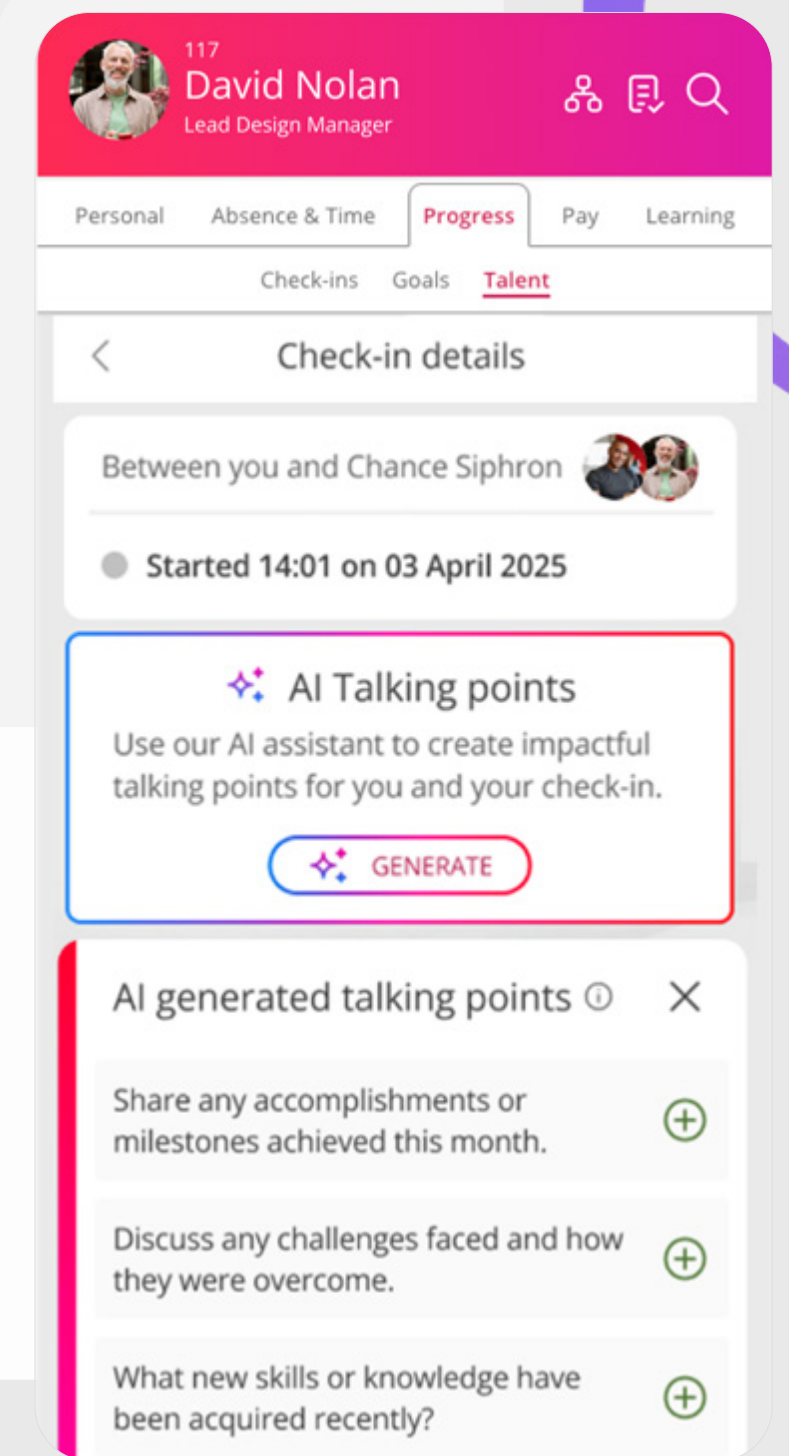 117
David Nolan
Lead Design Manager
Personal Absence & Time Progress Pay Learning
Check-ins Goals Talent
Check-in details
Between you and Chance Siphron
Started 14:01 on 03 April 2025
AI Talking points
Use our AI assistant to create impactful
talking points for you and your check-in.
GENERATE
AI generated talking points
Share any accomplishments or
milestones achieved this month.
Discuss any challenges faced and how
they were overcome.
What new skills or knowledge have
been acquired recently?